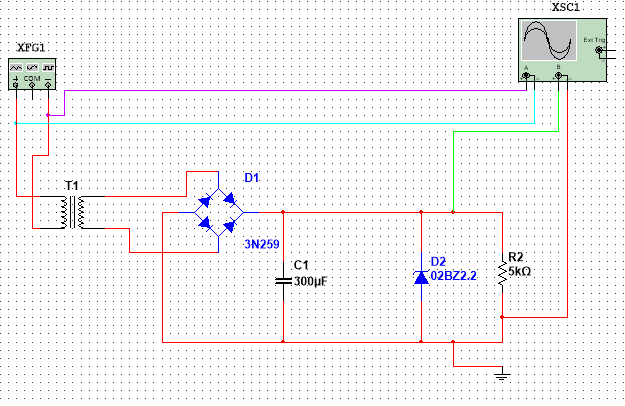 XSC1
XFG1
Ext Trig
+
-
A
B
+
-
+
-
+ COM -
T1
D1
3N259
C1
300µF
D2
02BZ2.2
R2
5kΩ